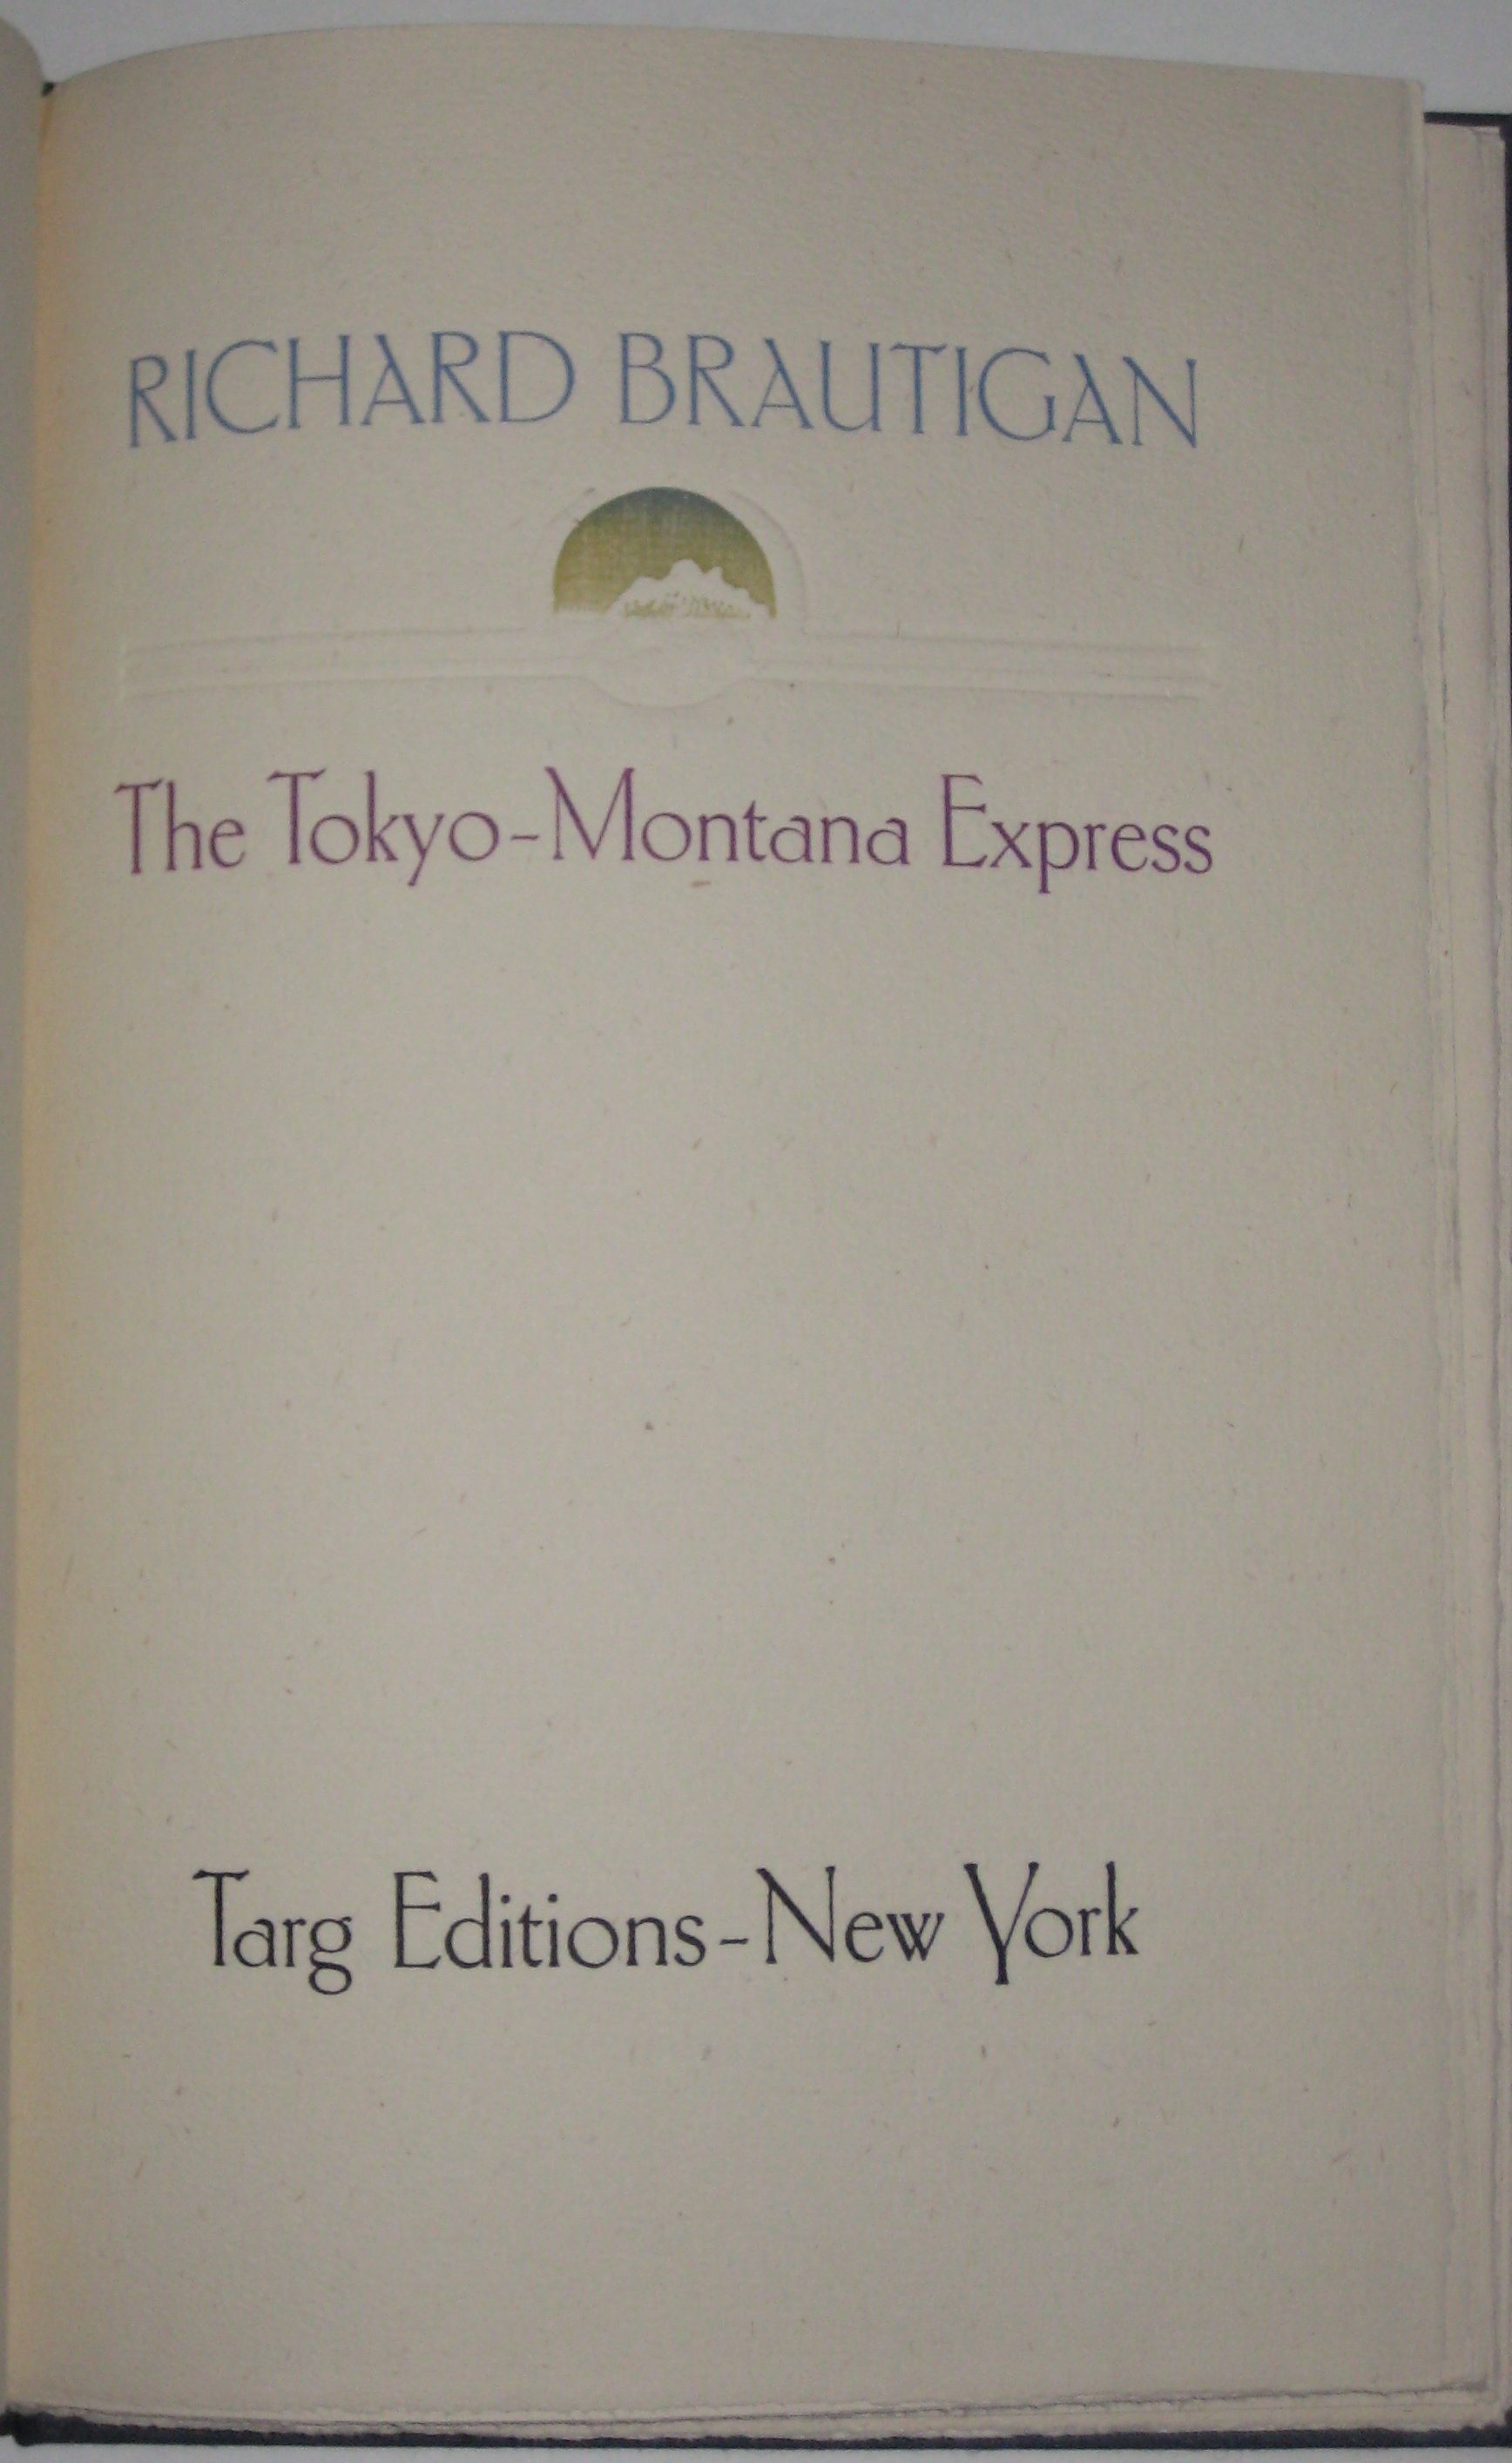 RICHARD BRAUTIGAN
The Tokyo-Montana Express
Targ Editions-New York